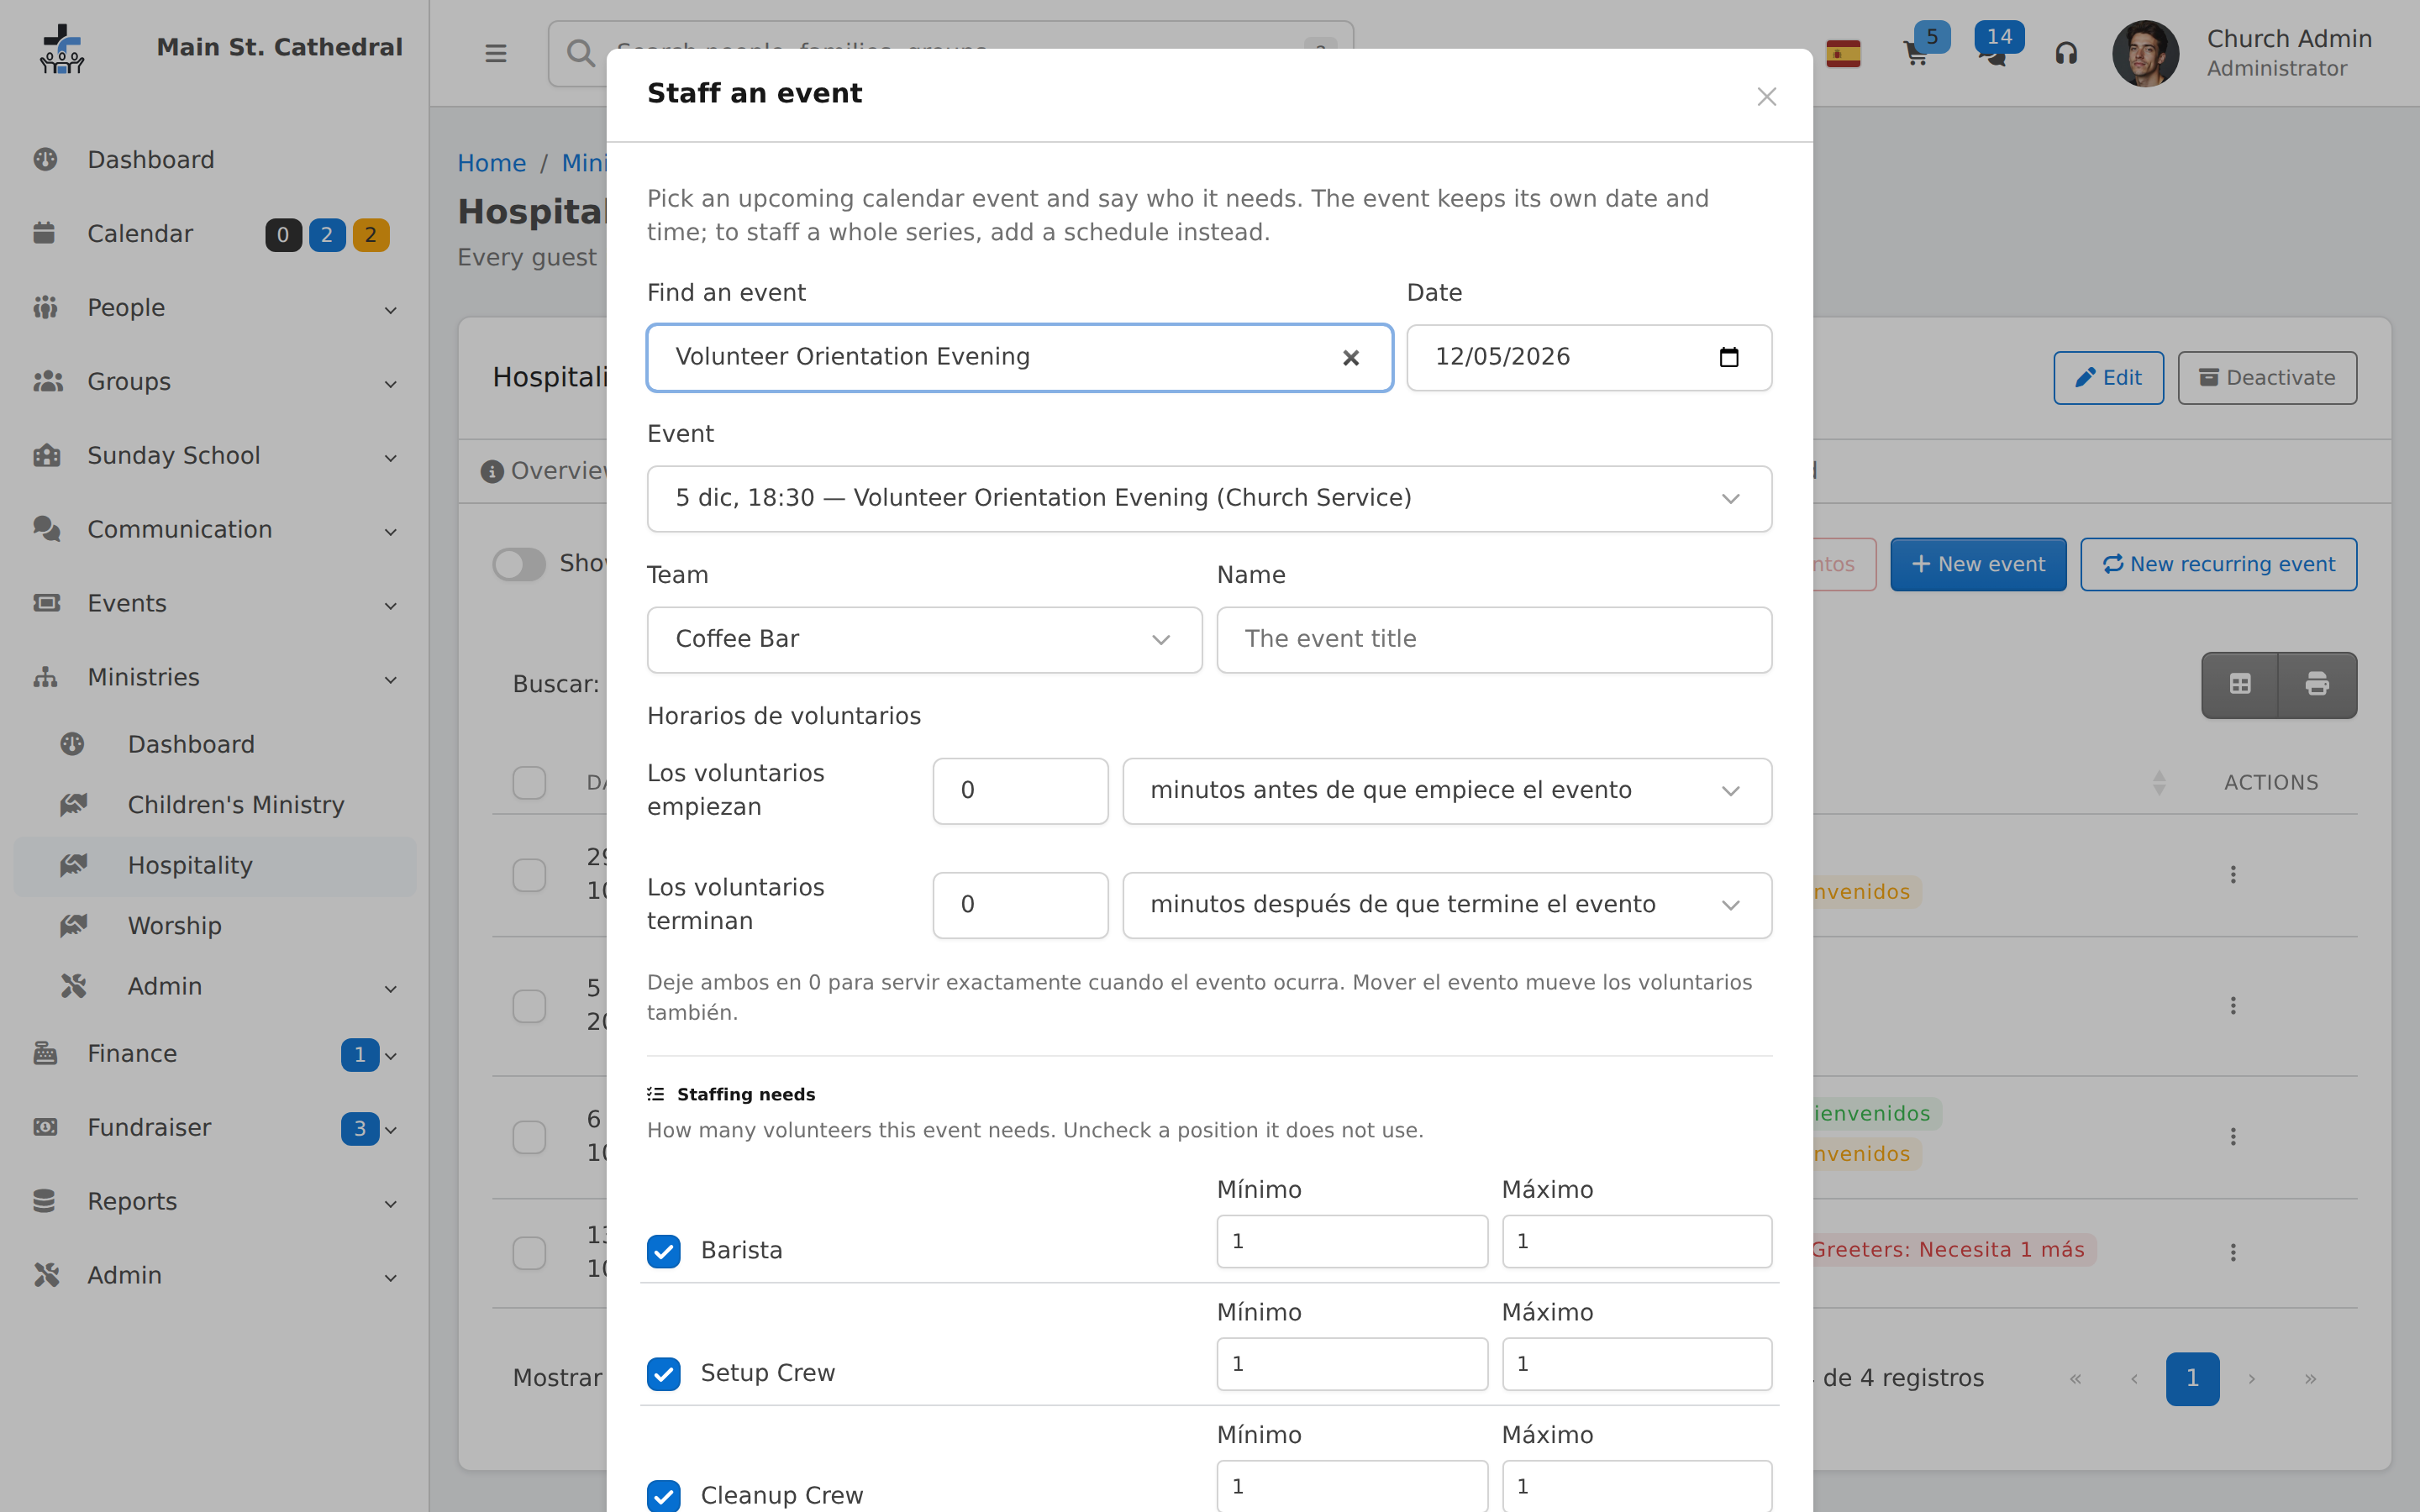 Main St. Cathedral
5
14
Church Admin
Administrator
Dashboard
Calendar 0 2 2
People
Groups
Sunday School
Communication
Events
Ministries
Dashboard
Children's Ministry
Hospitality
Worship
Admin
Finance 1
Fundraiser 3
Reports
Admin
Home /
Every guest
Edit
Deactivate
New event
New recurring event
Buscar:
ACTIONS
Greeters: Necesita 1 más
Mostrar
de 4 registros
« ‹ 1 › »
Staff an event
Pick an upcoming calendar event and say who it needs. The event keeps its own date and
time; to staff a whole series, add a schedule instead.
Find an event
Date
Volunteer Orientation Evening
12/05/2026
Event
5 dic, 18:30 — Volunteer Orientation Evening (Church Service)
Team
Name
Coffee Bar
The event title
Horarios de voluntarios
Los voluntarios
empiezan
0
minutos antes de que empiece el evento
Los voluntarios
terminan
0
minutos después de que termine el evento
Deje ambos en 0 para servir exactamente cuando el evento ocurra. Mover el evento mueve los voluntarios
también.
Staffing needs
How many volunteers this event needs. Uncheck a position it does not use.
Mínimo
Máximo
Barista
1
1
Mínimo
Máximo
Setup Crew
1
1
Mínimo
Máximo
Cleanup Crew
1
1